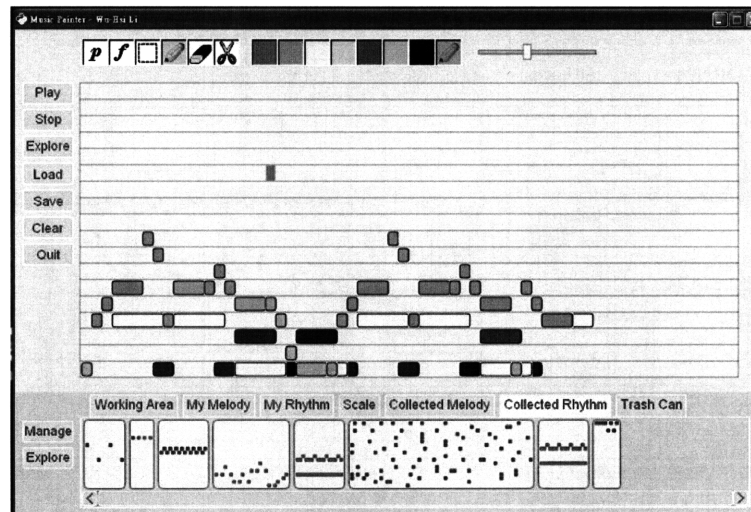 Music Painter - Wu-Hsi Li
p f
Play
Stop
Explore
Load
Save
Clear
Quit
Working Area My Melody My Rhythm Scale Collected Melody Collected Rhythm Trash Can
Manage
Explore